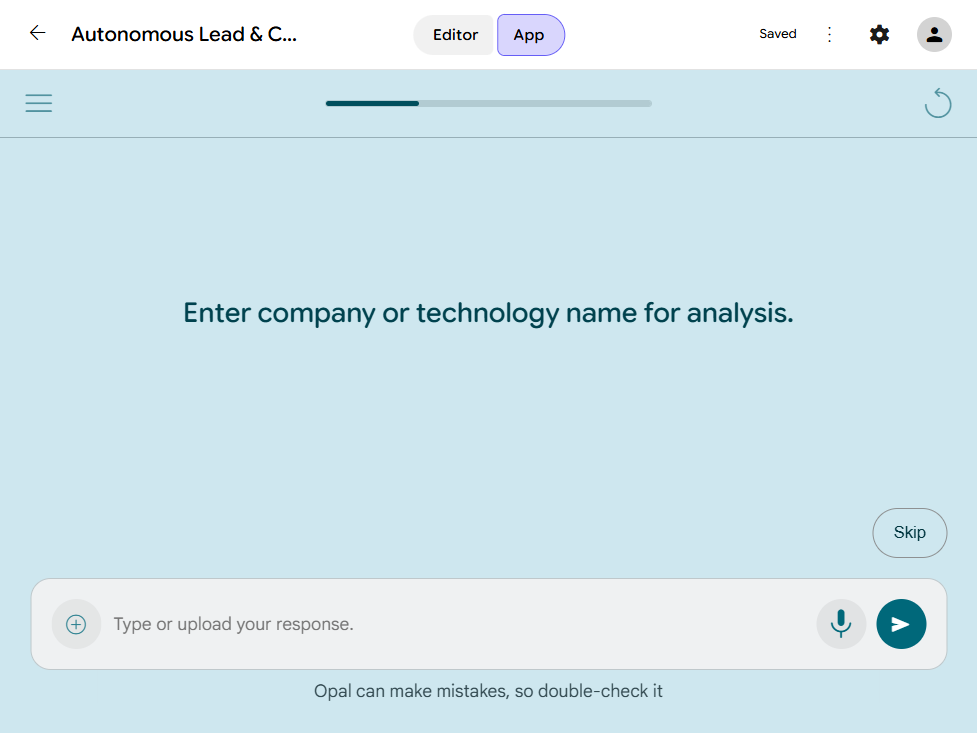 Autonomous Lead & C...
Editor
App
Saved
Enter company or technology name for analysis.
Skip
Type or upload your response.
Opal can make mistakes, so double-check it